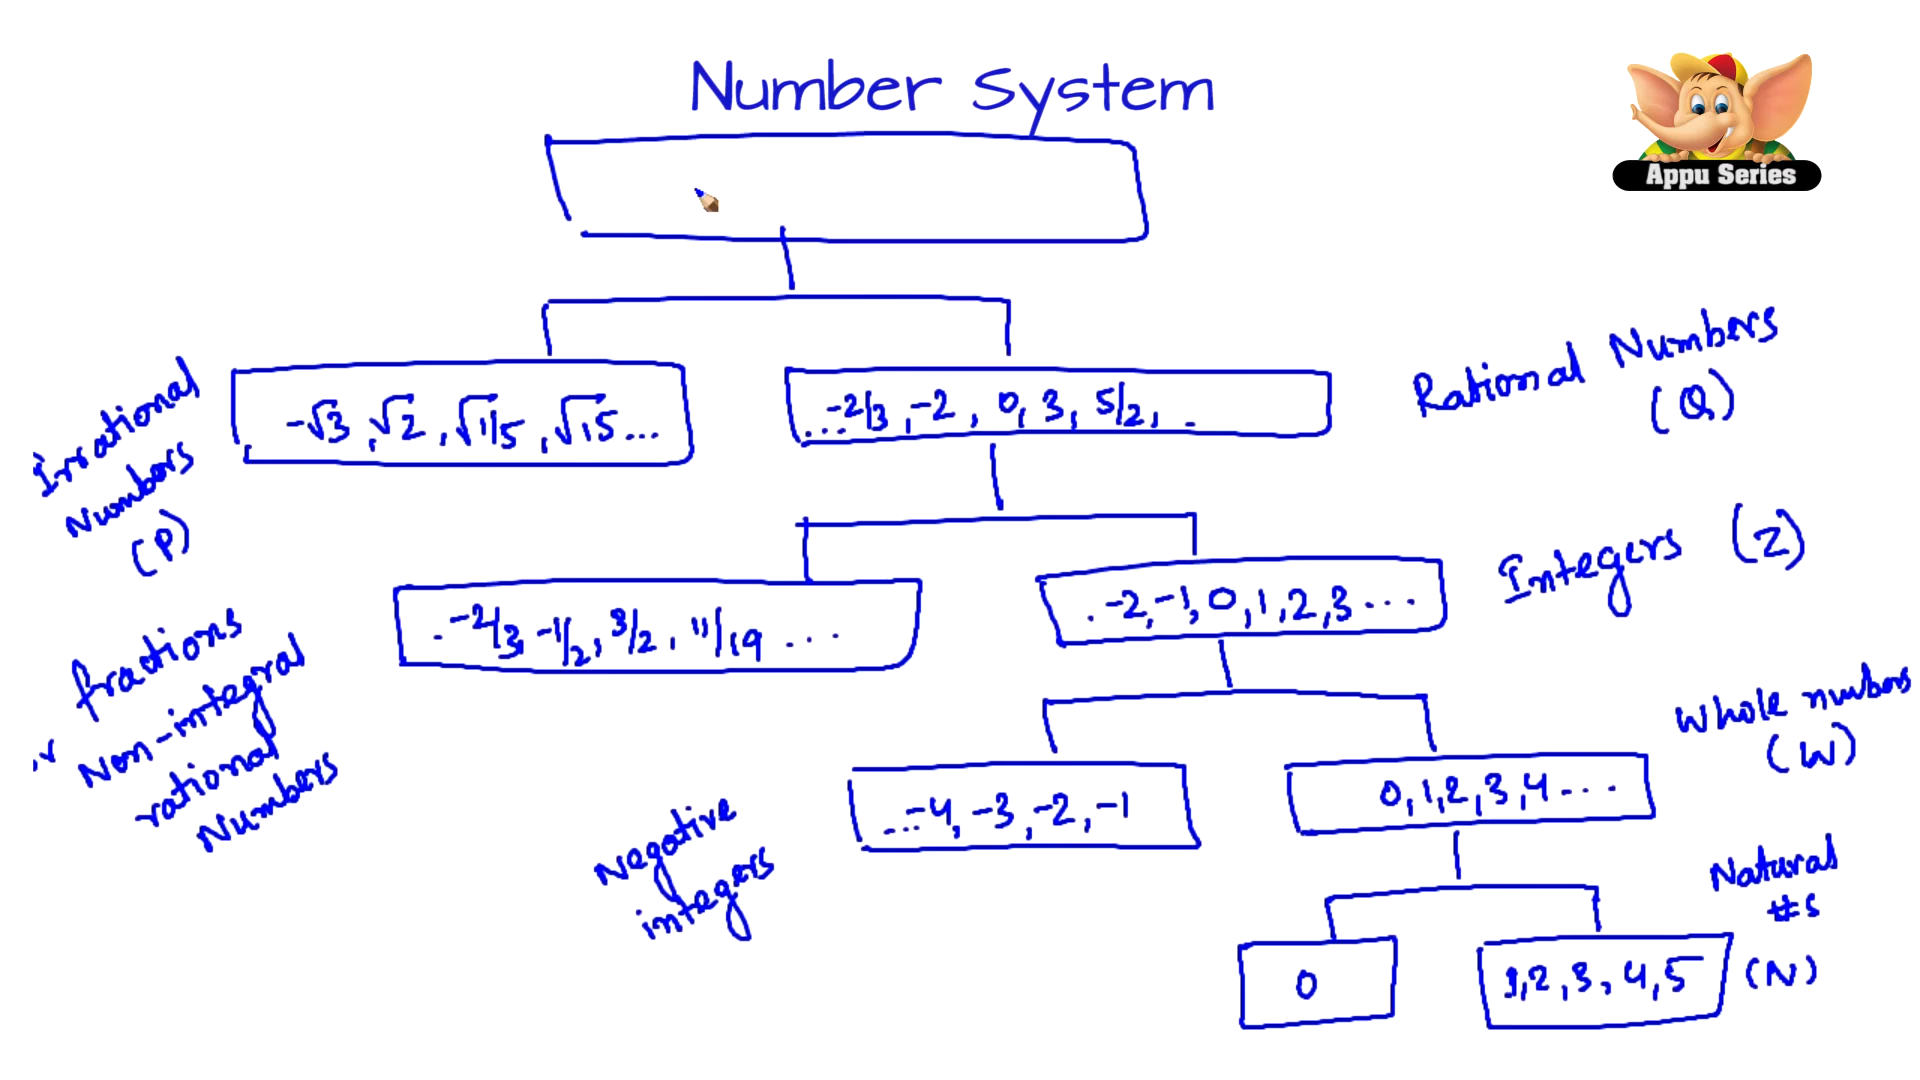 Number System
Appu Series
-√3, √2, √1/5, √15...
...-2/3, -2, 0, 3, 5/2, .
Rational Numbers
(Q)
Irrational
Numbers
(P)
. -2/3, -1/2, 3/2, 11/19 ...
. -2, -1, 0, 1, 2, 3 ...
Integers (Z)
fractions
Non-integral
rational
Numbers
...-4, -3, -2, -1
0, 1, 2, 3, 4 ...
Whole numbers
(W)
Negative
integers
0
1, 2, 3, 4, 5
Natural
#s
(N)